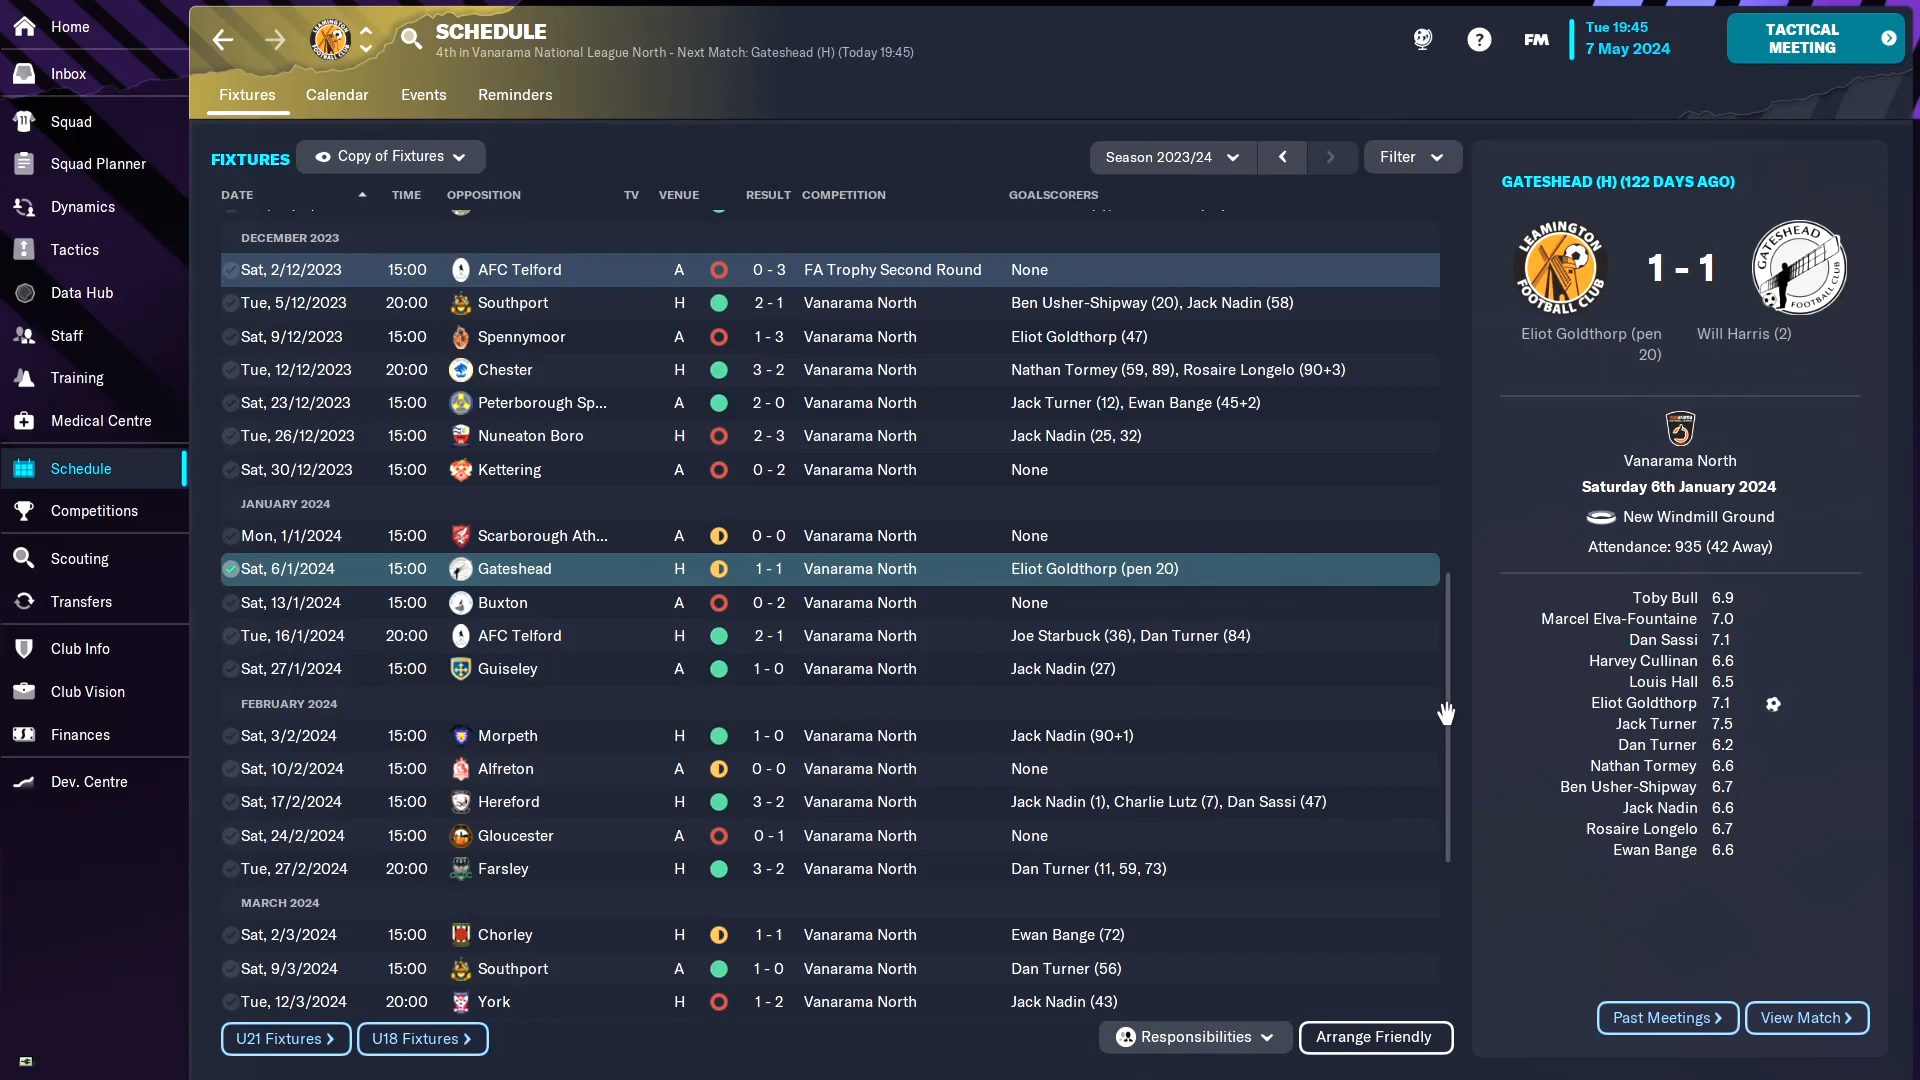 Home
Inbox
Squad
Squad Planner
Dynamics
Tactics
Data Hub
Staff
Training
Medical Centre
Schedule
Competitions
Scouting
Transfers
Club Info
Club Vision
Finances
Dev. Centre
LEAMINGTON FOOTBALL CLUB
SCHEDULE
4th in Vanarama National League North - Next Match: Gateshead (H) (Today 19:45)
? FM
Tue 19:45
7 May 2024
TACTICAL
MEETING
Fixtures Calendar Events Reminders
FIXTURES Copy of Fixtures Season 2023/24 Filter
DATE TIME OPPOSITION TV VENUE RESULT COMPETITION GOALSCORERS
DECEMBER 2023
Sat, 2/12/2023 15:00 AFC Telford A 0 - 3 FA Trophy Second Round None
Tue, 5/12/2023 20:00 Southport H 2 - 1 Vanarama North Ben Usher-Shipway (20), Jack Nadin (58)
Sat, 9/12/2023 15:00 Spennymoor A 1 - 3 Vanarama North Eliot Goldthorp (47)
Tue, 12/12/2023 20:00 Chester H 3 - 2 Vanarama North Nathan Tormey (59, 89), Rosaire Longelo (90+3)
Sat, 23/12/2023 15:00 Peterborough Sp... A 2 - 0 Vanarama North Jack Turner (12), Ewan Bange (45+2)
Tue, 26/12/2023 15:00 Nuneaton Boro H 2 - 3 Vanarama North Jack Nadin (25, 32)
Sat, 30/12/2023 15:00 Kettering A 0 - 2 Vanarama North None
JANUARY 2024
Mon, 1/1/2024 15:00 Scarborough Ath... A 0 - 0 Vanarama North None
Sat, 6/1/2024 15:00 Gateshead H 1 - 1 Vanarama North Eliot Goldthorp (pen 20)
Sat, 13/1/2024 15:00 Buxton A 0 - 2 Vanarama North None
Tue, 16/1/2024 20:00 AFC Telford H 2 - 1 Vanarama North Joe Starbuck (36), Dan Turner (84)
Sat, 27/1/2024 15:00 Guiseley A 1 - 0 Vanarama North Jack Nadin (27)
FEBRUARY 2024
Sat, 3/2/2024 15:00 Morpeth H 1 - 0 Vanarama North Jack Nadin (90+1)
Sat, 10/2/2024 15:00 Alfreton A 0 - 0 Vanarama North None
Sat, 17/2/2024 15:00 Hereford H 3 - 2 Vanarama North Jack Nadin (1), Charlie Lutz (7), Dan Sassi (47)
Sat, 24/2/2024 15:00 Gloucester A 0 - 1 Vanarama North None
Tue, 27/2/2024 20:00 Farsley H 3 - 2 Vanarama North Dan Turner (11, 59, 73)
MARCH 2024
Sat, 2/3/2024 15:00 Chorley H 1 - 1 Vanarama North Ewan Bange (72)
Sat, 9/3/2024 15:00 Southport A 1 - 0 Vanarama North Dan Turner (56)
Tue, 12/3/2024 20:00 York H 1 - 2 Vanarama North Jack Nadin (43)
U21 Fixtures U18 Fixtures Responsibilities Arrange Friendly
GATESHEAD (H) (122 DAYS AGO)
LEAMINGTON FOOTBALL CLUB
1 - 1
GATESHEAD FOOTBALL CLUB
Eliot Goldthorp (pen Will Harris (2)
20)
Vanarama North
Saturday 6th January 2024
New Windmill Ground
Attendance: 935 (42 Away)
Toby Bull 6.9
Marcel Elva-Fountaine 7.0
Dan Sassi 7.1
Harvey Cullinan 6.6
Louis Hall 6.5
Eliot Goldthorp 7.1
Jack Turner 7.5
Dan Turner 6.2
Nathan Tormey 6.6
Ben Usher-Shipway 6.7
Jack Nadin 6.6
Rosaire Longelo 6.7
Ewan Bange 6.6
Past Meetings View Match